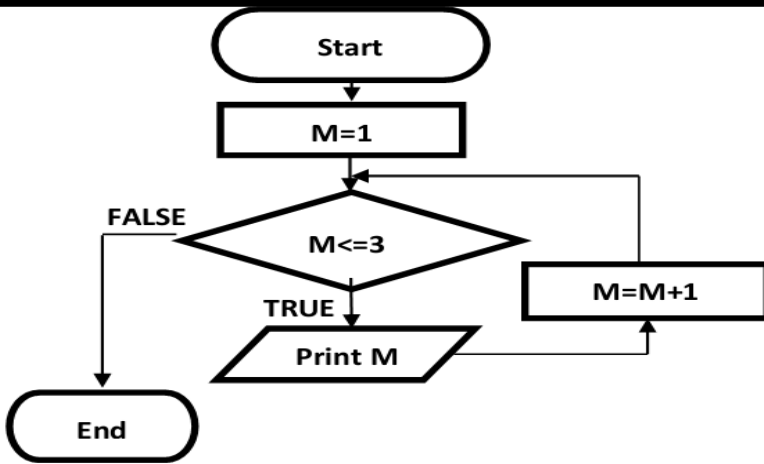 Start
M=1
M<=3
FALSE
TRUE
Print M
M=M+1
End